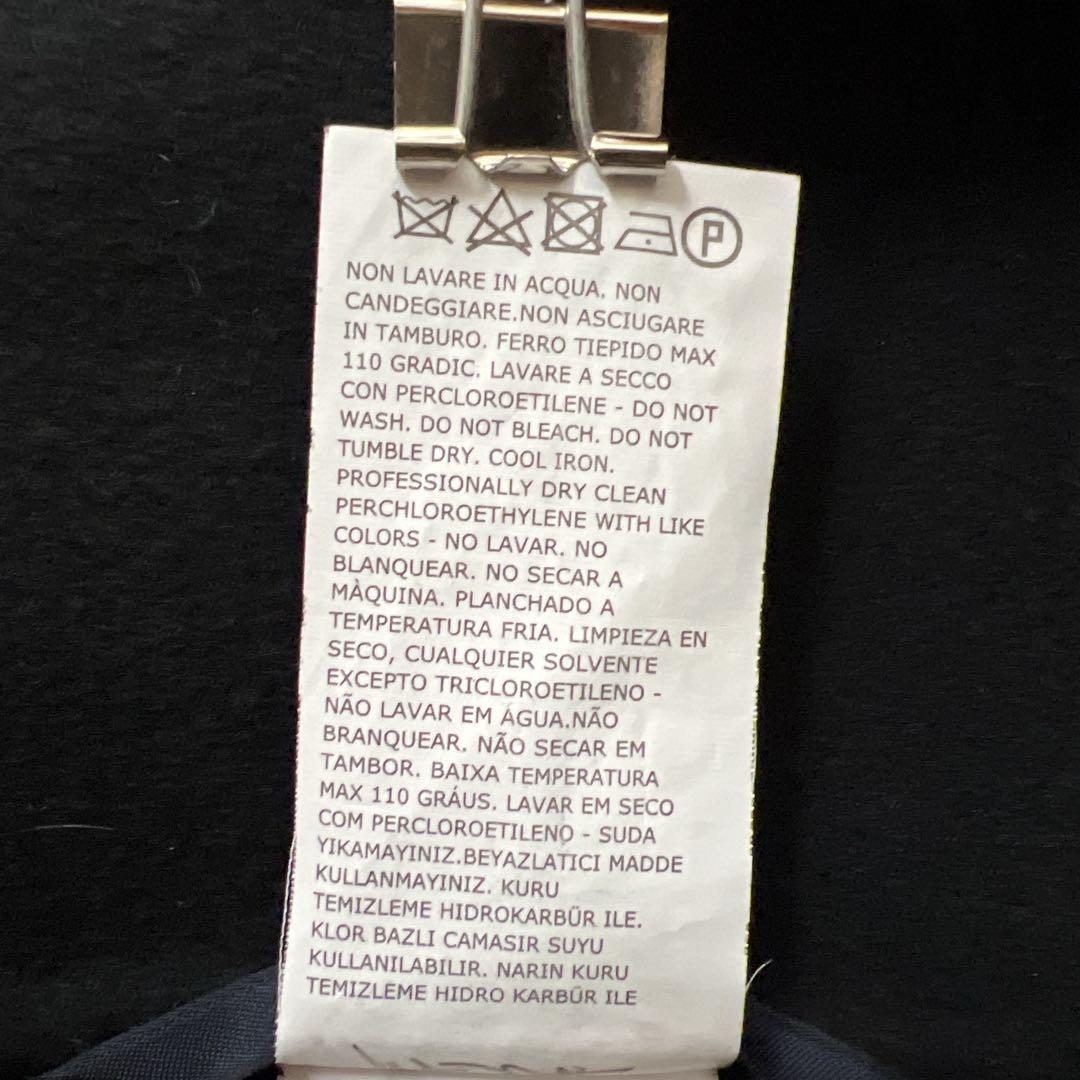 P
NON LAVARE IN ACQUA. NON
CANDEGGIARE.NON ASCIUGARE
IN TAMBURO. FERRO TIEPIDO MAX
110 GRADIC. LAVARE A SECCO
CON PERCLOROETILENE - DO NOT
WASH. DO NOT BLEACH. DO NOT
TUMBLE DRY. COOL IRON.
PROFESSIONALLY DRY CLEAN
PERCHLOROETHYLENE WITH LIKE
COLORS - NO LAVAR. NO
BLANQUEAR. NO SECAR A
MÀQUINA. PLANCHADO A
TEMPERATURA FRIA. LIMPIEZA EN
SECO, CUALQUIER SOLVENTE
EXCEPTO TRICLOROETILENO -
NÃO LAVAR EM ÁGUA.NÃO
BRANQUEAR. NÃO SECAR EM
TAMBOR. BAIXA TEMPERATURA
MAX 110 GRÁUS. LAVAR EM SECO
COM PERCLOROETILENO - SUDA
YIKAMAYINIZ.BEYAZLATICI MADDE
KULLANMAYINIZ. KURU
TEMIZLEME HIDROKARBÜR ILE.
KLOR BAZLI CAMASIR SUYU
KULLANILABILIR. NARIN KURU
TEMIZLEME HIDRO KARBÜR ILE